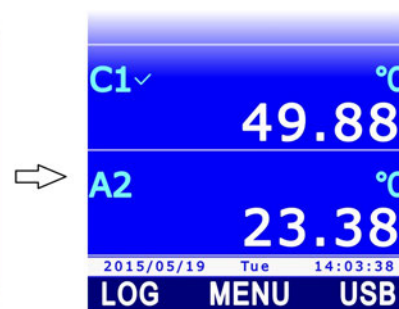 C1✓ °C
49.88
A2 °C
23.38
2015/05/19 Tue 14:03:38
LOG MENU USB